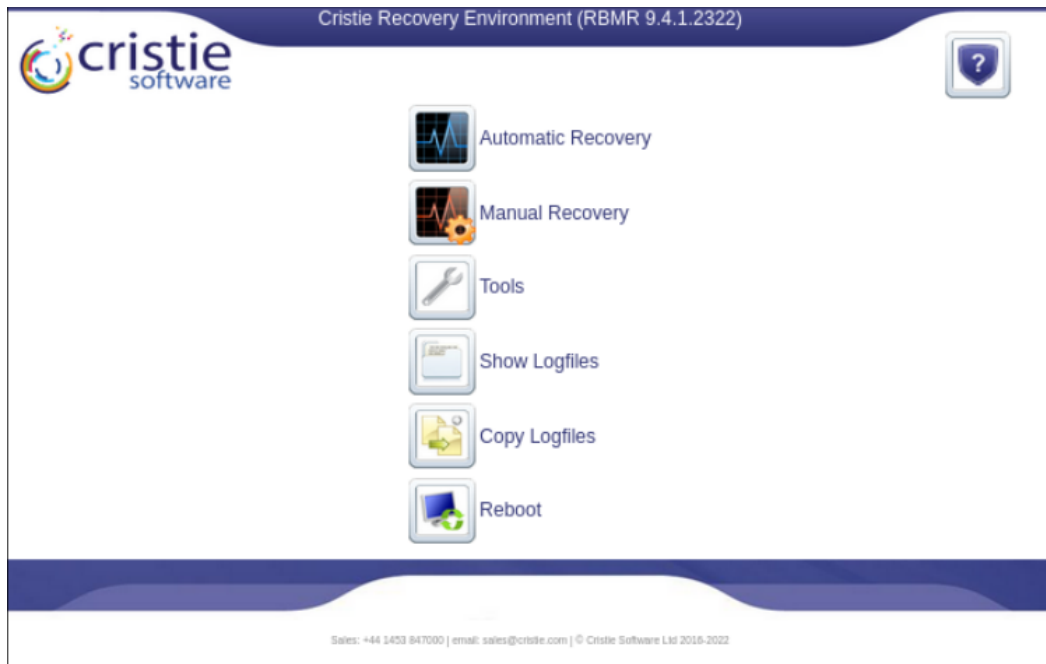 Cristie Recovery Environment (RBMR 9.4.1.2322)
cristie
software
?
Automatic Recovery
Manual Recovery
Tools
Show Logfiles
Copy Logfiles
Reboot
Sales: +44 1453 847000 | email: sales@cristie.com | © Cristie Software Ltd 2016-2022